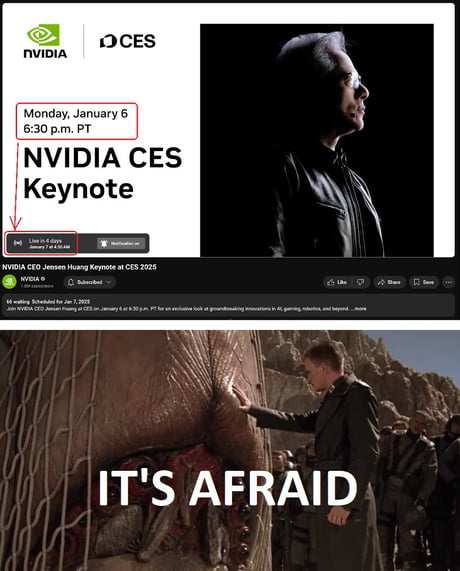 NVIDIA
CES
Monday, January 6
6:30 p.m. PT
NVIDIA CES
Keynote
Live in 4 days
January 7 at 4:30 AM
Notification on
NVIDIA CEO Jensen Huang Keynote at CES 2025
NVIDIA
Subscribed
Like
Share
Save
66 waiting Scheduled for Jan 7, 2025
Join NVIDIA CEO Jensen Huang at CES on January 6 at 6:30 p.m. PT for an exclusive look at groundbreaking innovations in AI, gaming, robotics, and beyond. ...more
IT'S AFRAID